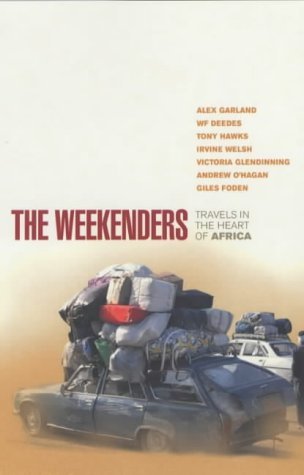 ALEX GARLAND
WF DEEDES
TONY HAWKS
IRVINE WELSH
VICTORIA GLENDINNING
ANDREW O'HAGAN
GILES FODEN
THE WEEKENDERS
TRAVELS IN
THE HEART
OF AFRICA